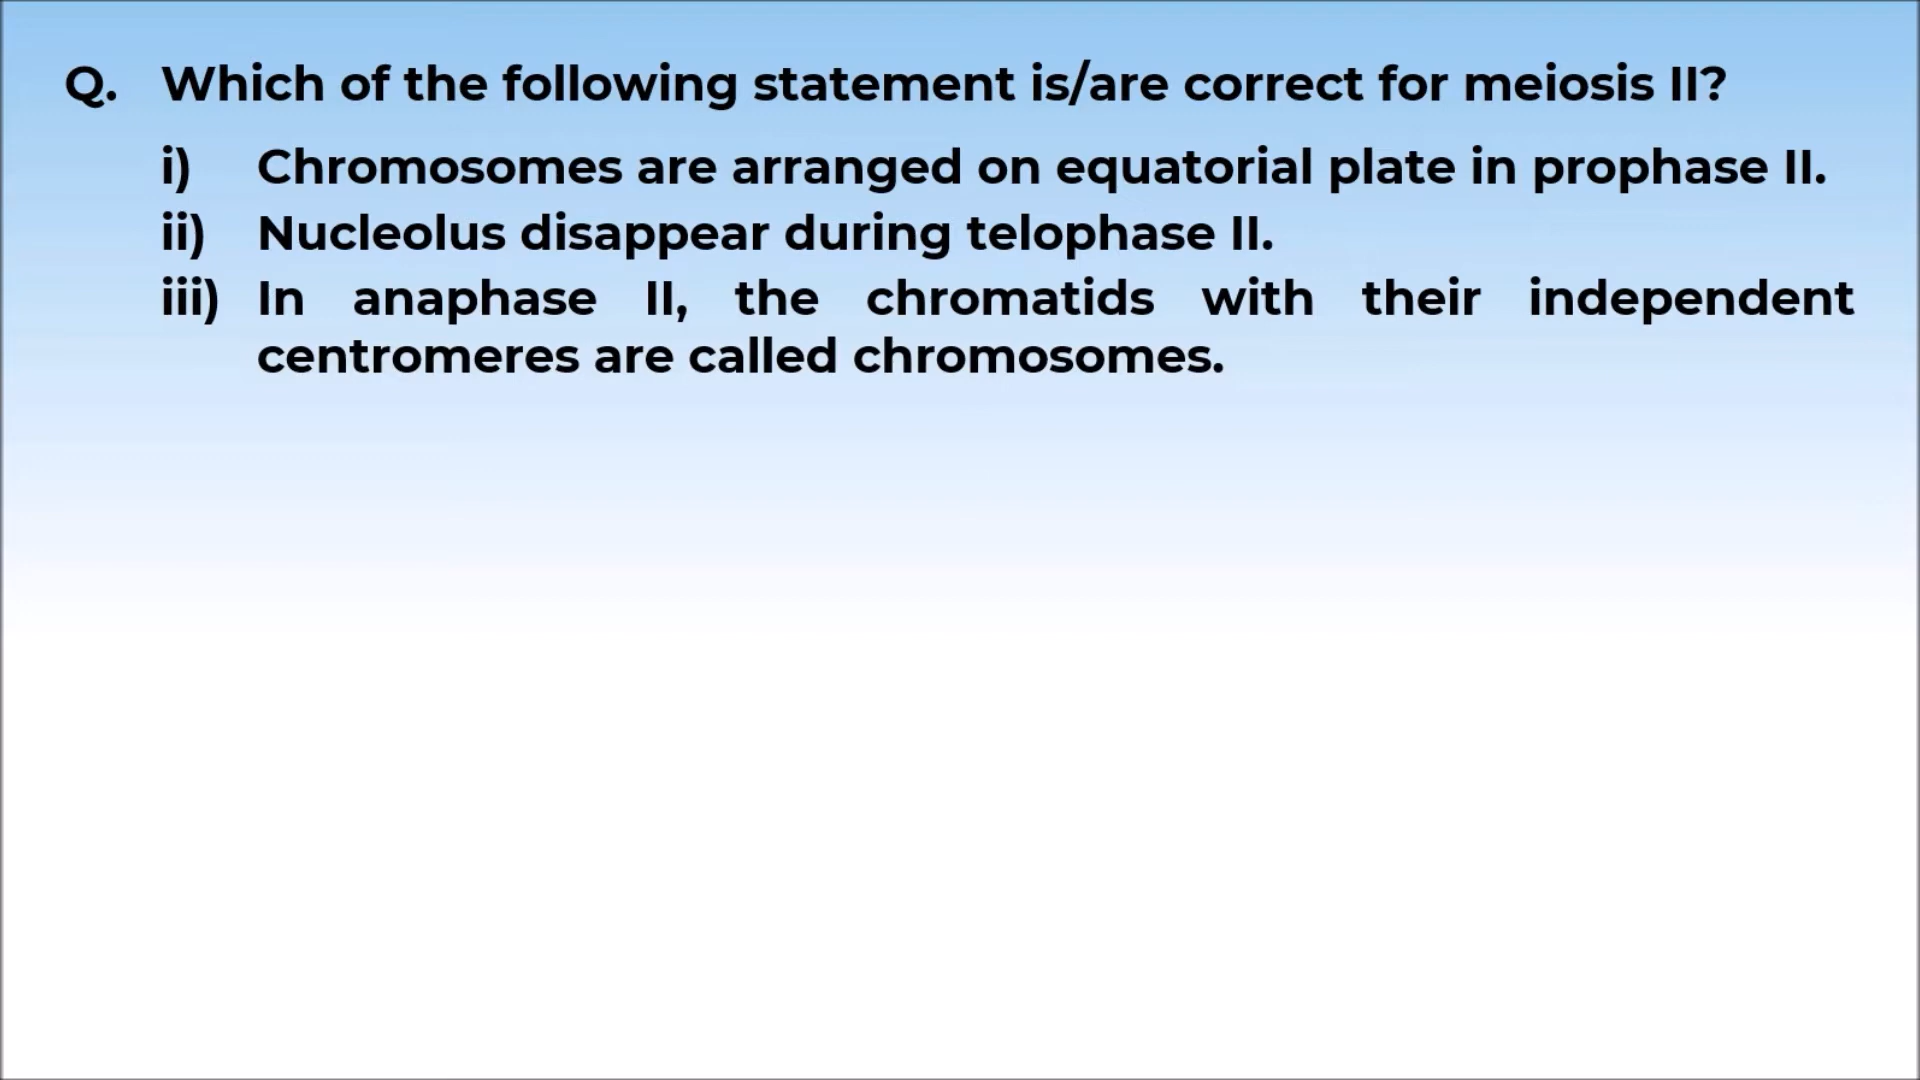 Q. Which of the following statement is/are correct for meiosis II?
i) Chromosomes are arranged on equatorial plate in prophase II.
ii) Nucleolus disappear during telophase II.
iii) In anaphase II, the chromatids with their independent
centromeres are called chromosomes.